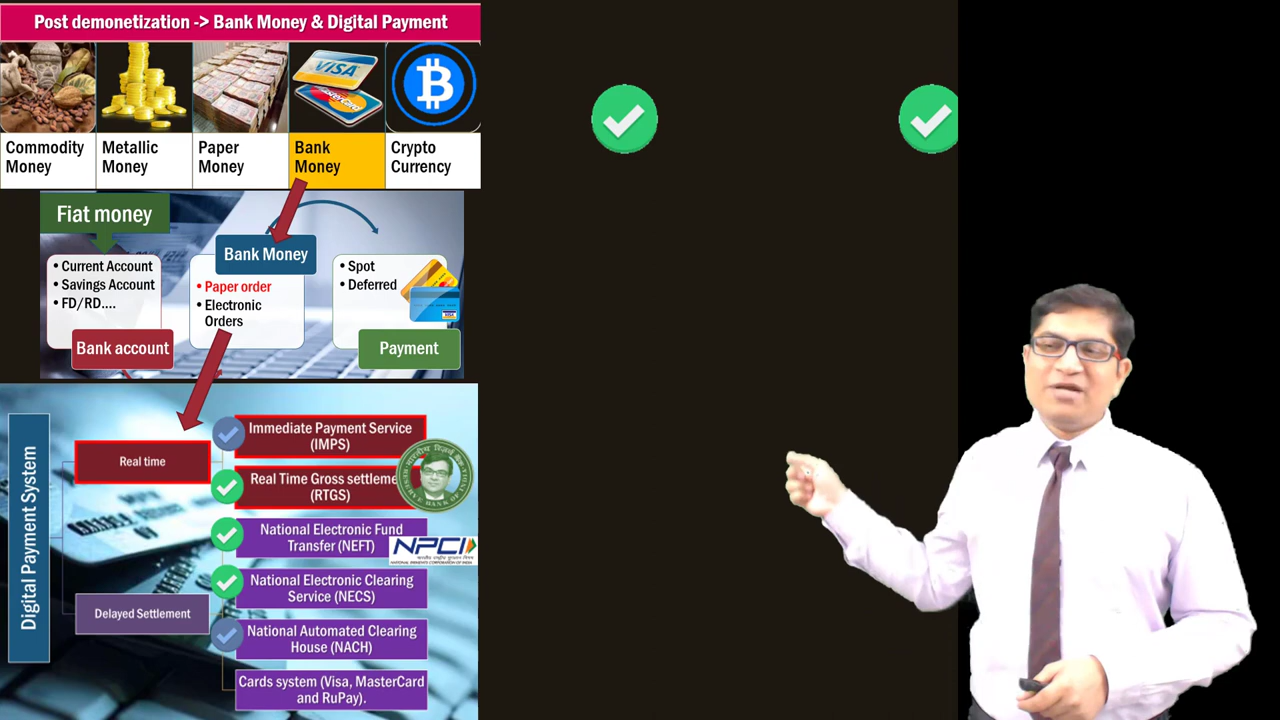 Post demonetization -> Bank Money & Digital Payment
VISA
MasterCard
Commodity
Money
Metallic
Money
Paper
Money
Bank
Money
Crypto
Currency
Fiat money
• Current Account
• Savings Account
• FD/RD....
Bank account
Bank Money
• Paper order
• Electronic
Orders
• Spot
• Deferred
Payment
Digital Payment System
Real time
Delayed Settlement
Immediate Payment Service
(IMPS)
Real Time Gross settleme
(RTGS)
National Electronic Fund
Transfer (NEFT)
NPCI
National Electronic Clearing
Service (NECS)
National Automated Clearing
House (NACH)
Cards system (Visa, MasterCard
and RuPay).